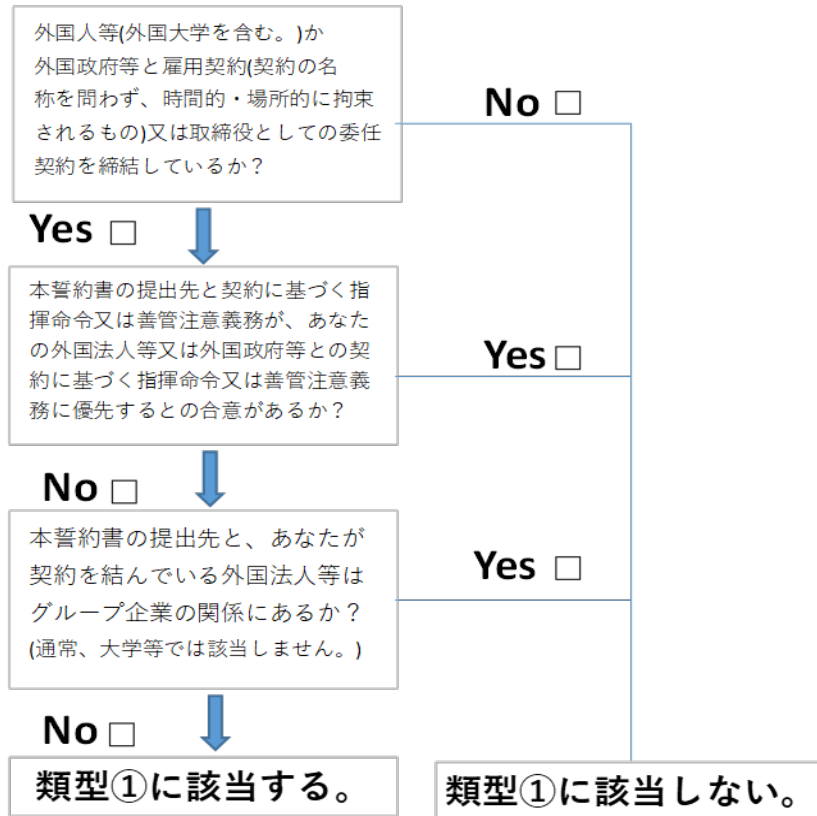 外国人等(外国大学を含む。)か
外国政府等と雇用契約(契約の名
称を問わず、時間的・場所的に拘束
されるもの)又は取締役としての委任
契約を締結しているか？
No □
Yes □
本誓約書の提出先と契約に基づく指
揮命令又は善管注意義務が、あなた
の外国法人等又は外国政府等との契
約に基づく指揮命令又は善管注意義
務に優先するとの合意があるか？
Yes □
No □
本誓約書の提出先と、あなたが
契約を結んでいる外国法人等は
グループ企業の関係にあるか？
(通常、大学等では該当しません。)
Yes □
No □
類型①に該当する。
類型①に該当しない。